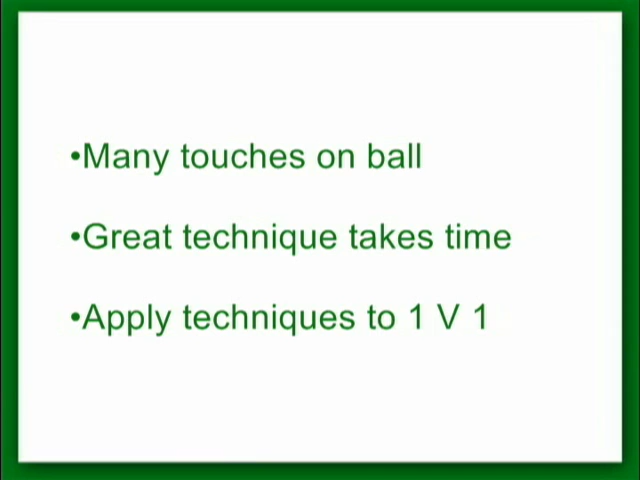 •Many touches on ball
•Great technique takes time
•Apply techniques to 1 V 1